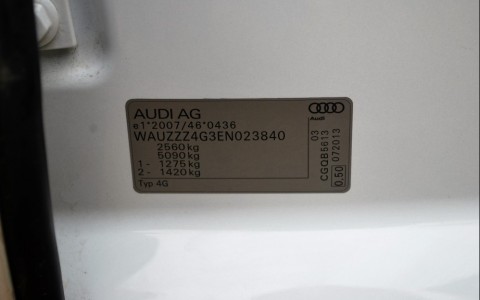 AUDI AG
e1*2007/46*0436
WAUZZZ4G3EN023840
2560 kg
5090 kg
1- 1275 kg
2- 1420 kg
Typ 4G
Audi
03
CGQB5613
0.50 072013